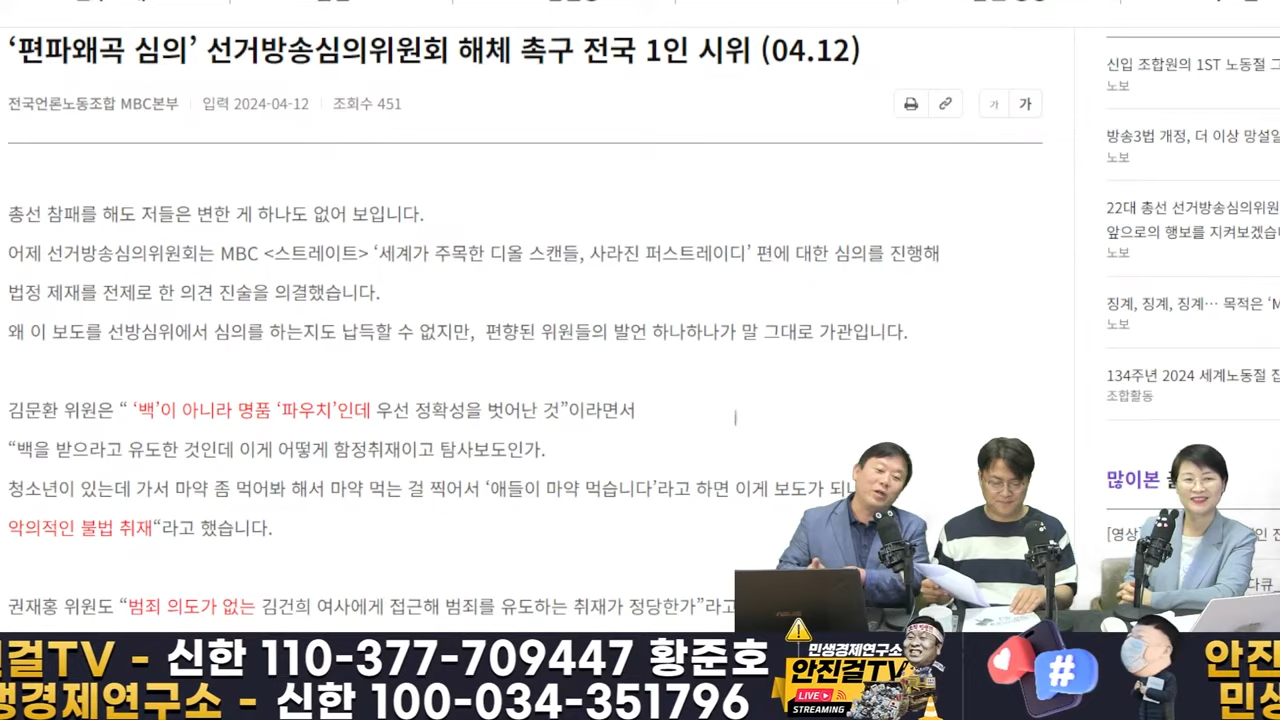 ‘편파왜곡 심의’ 선거방송심의위원회 해체 촉구 전국 1인 시위 (04.12)
전국언론노동조합 MBC본부 입력 2024-04-12 조회수 451
가 가
총선 참패를 해도 저들은 변한 게 하나도 없어 보입니다.
어제 선거방송심의위원회는 MBC <스트레이트> ‘세계가 주목한 디올 스캔들, 사라진 퍼스트레이디’ 편에 대한 심의를 진행해
법정 제재를 전제로 한 의견 진술을 의결했습니다.
왜 이 보도를 선방심위에서 심의를 하는지도 납득할 수 없지만, 편향된 위원들의 발언 하나하나가 말 그대로 가관입니다.
김문환 위원은 “ ‘백’이 아니라 명품 ‘파우치’인데 우선 정확성을 벗어난 것”이라면서
“백을 받으라고 유도한 것인데 이게 어떻게 함정취재이고 탐사보도인가.
청소년이 있는데 가서 마약 좀 먹어봐 해서 마약 먹는 걸 찍어서 ‘애들이 마약 먹습니다’라고 하면 이게 보도가 되
악의적인 불법 취재“라고 했습니다.
권재홍 위원도 “범죄 의도가 없는 김건희 여사에게 접근해 범죄를 유도하는 취재가 정당한가”라고
신입 조합원의 1ST 노동절 그
노보
방송3법 개정, 더 이상 망설일
노보
22대 총선 선거방송심의위원
앞으로의 행보를 지켜보겠습니
노보
징계, 징계, 징계… 목적은 ‘M
노보
134주년 2024 세계노동절 집
조합활동
많이본
[영상
인 진
다큐
걸TV - 신한 110-377-709447 황준호
생경제연구소 - 신한 100-034-351796
민생경제연구소
안진걸TV
LIVE
STREAMING
#
안진
민생